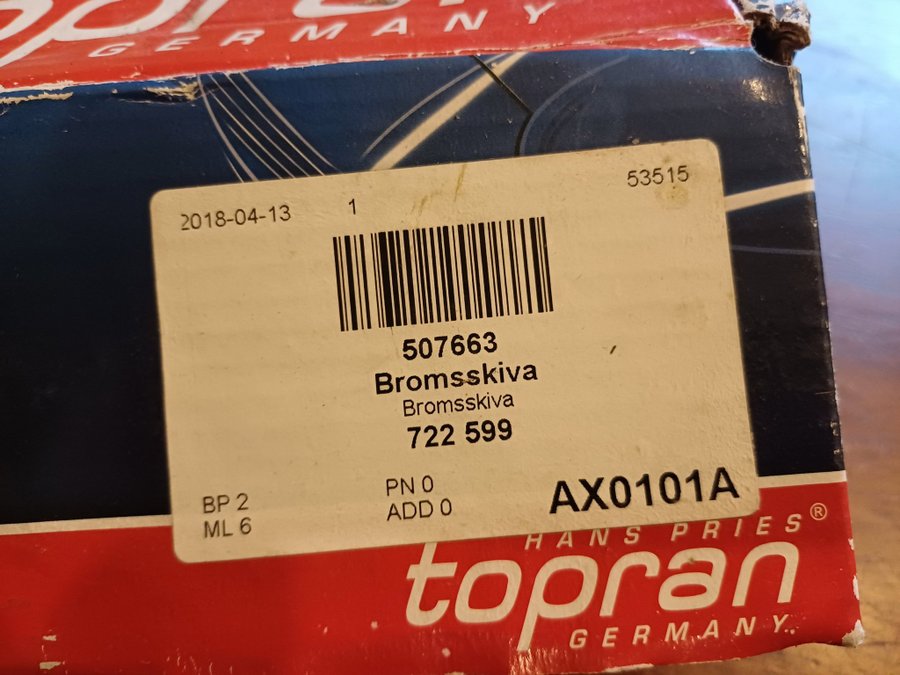 GERMANY
2018-04-13 1 53515
507663
Bromsskiva
Bromsskiva
722 599
BP 2 PN 0 AX0101A
ML 6 ADD 0
HANS PRIES®
topran
GERMANY